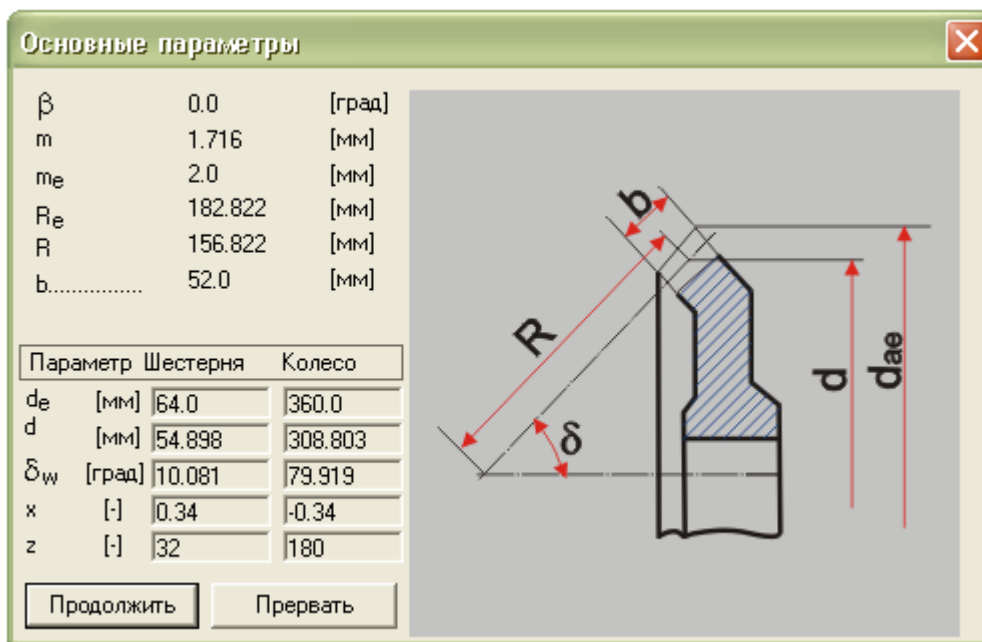 Основные параметры
β 0.0 [град]
m 1.716 [мм]
me 2.0 [мм]
Re 182.822 [мм]
R 156.822 [мм]
b............... 52.0 [мм]
Параметр Шестерня Колесо
de [мм] 64.0 360.0
d [мм] 54.898 308.803
δw [град] 10.081 79.919
x [-] 0.34 -0.34
z [-] 32 180
Продолжить Прервать
b
R
δ
d
dae